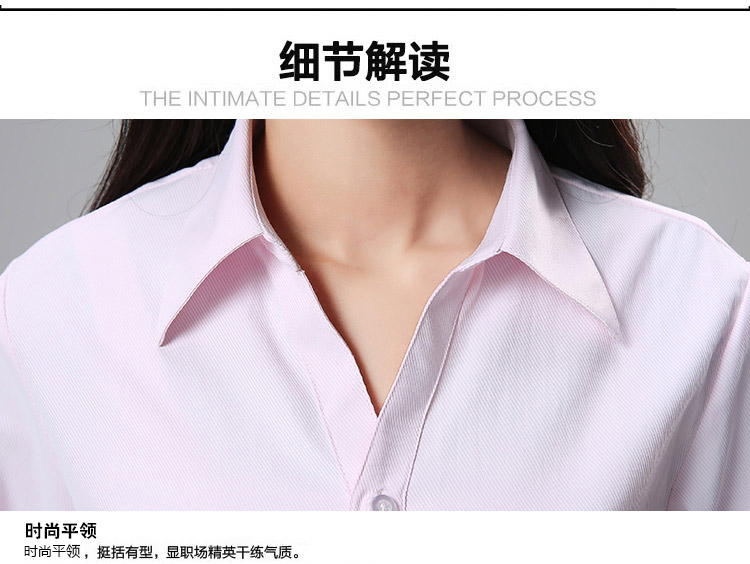 细节解读
THE INTIMATE DETAILS PERFECT PROCESS
时尚平领
时尚平领，挺括有型，显职场精英干练气质。